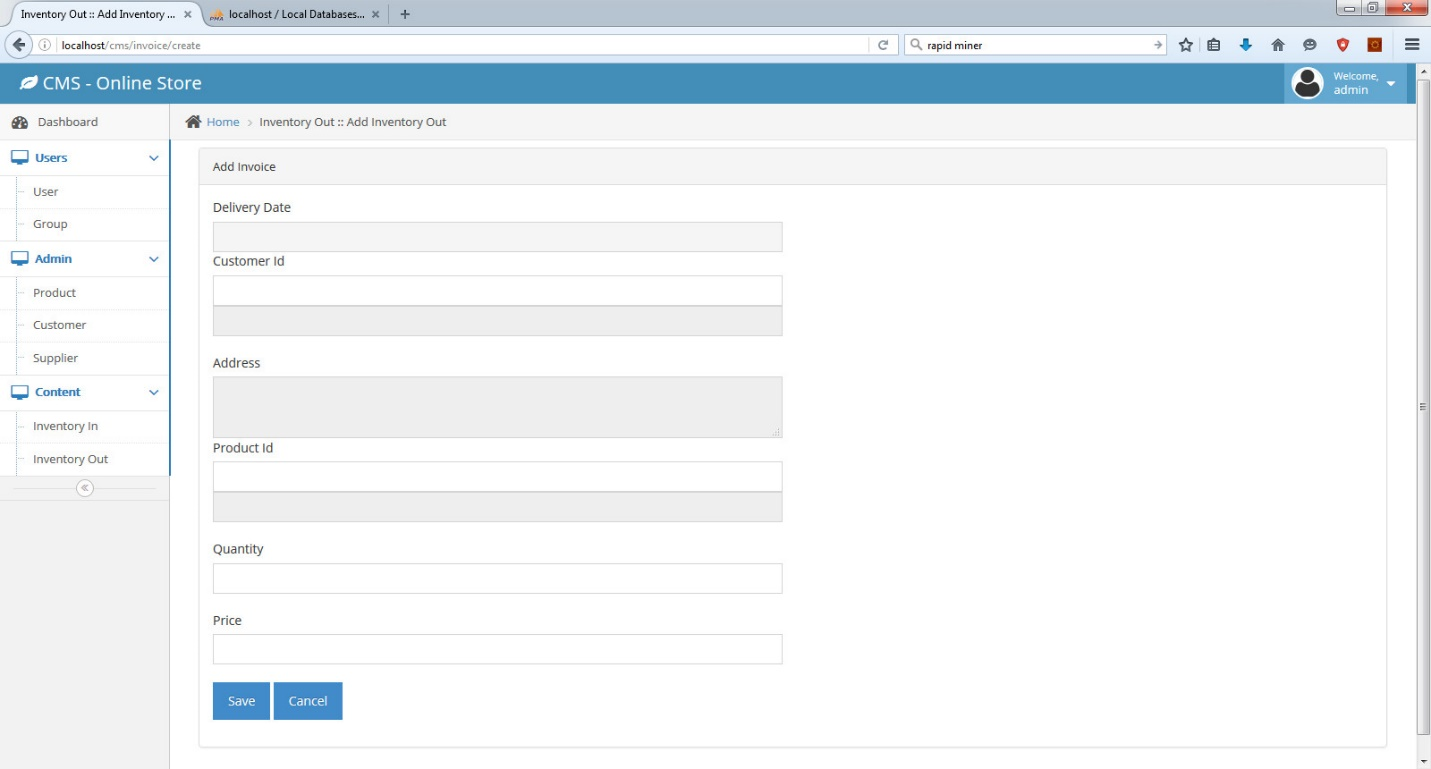 Inventory Out :: Add Inventory ...
localhost / Local Databases...
localhost/cms/invoice/create
rapid miner
CMS - Online Store
Welcome,
admin
Dashboard
Home > Inventory Out :: Add Inventory Out
Users
User
Group
Admin
Product
Customer
Supplier
Content
Inventory In
Inventory Out
Add Invoice
Delivery Date
Customer Id
Address
Product Id
Quantity
Price
Save
Cancel